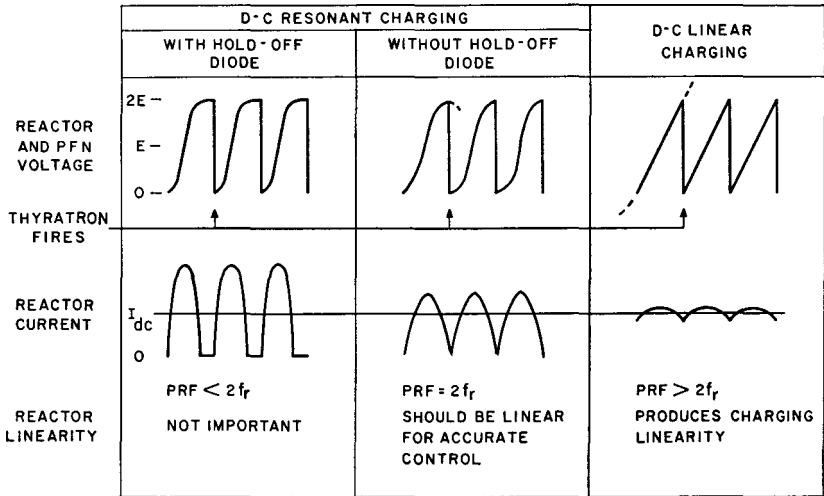 D-C RESONANT CHARGING
WITH HOLD-OFF
DIODE
WITHOUT HOLD-OFF
DIODE
D-C LINEAR
CHARGING
REACTOR
AND PFN
VOLTAGE
2E
E
O
THYRATRON
FIRES
REACTOR
CURRENT
Idc
O
REACTOR
LINEARITY
PRF < 2fr
NOT IMPORTANT
PRF = 2fr
SHOULD BE LINEAR
FOR ACCURATE
CONTROL
PRF > 2fr
PRODUCES CHARGING
LINEARITY